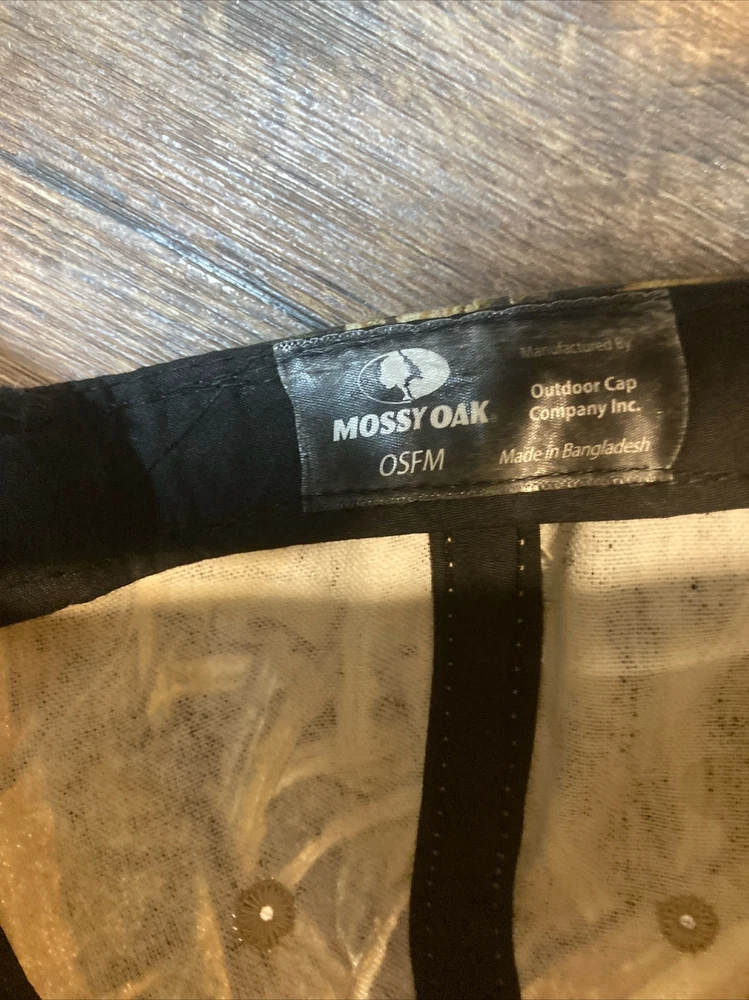 MOSSY OAK
OSFM
Manufactured By
Outdoor Cap
Company Inc.
Made in Bangladesh